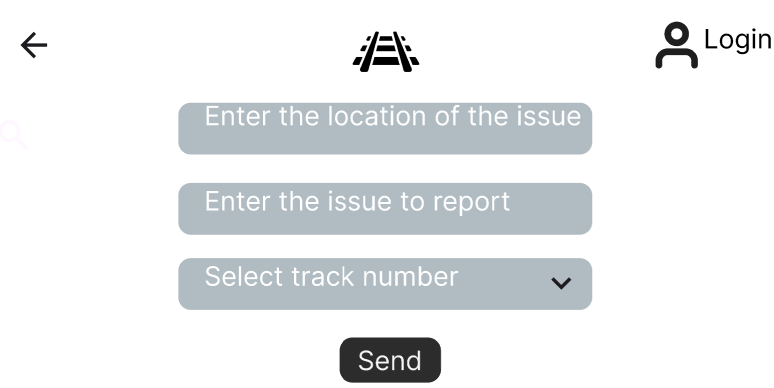 Login
Enter the location of the issue
Enter the issue to report
Select track number
Send